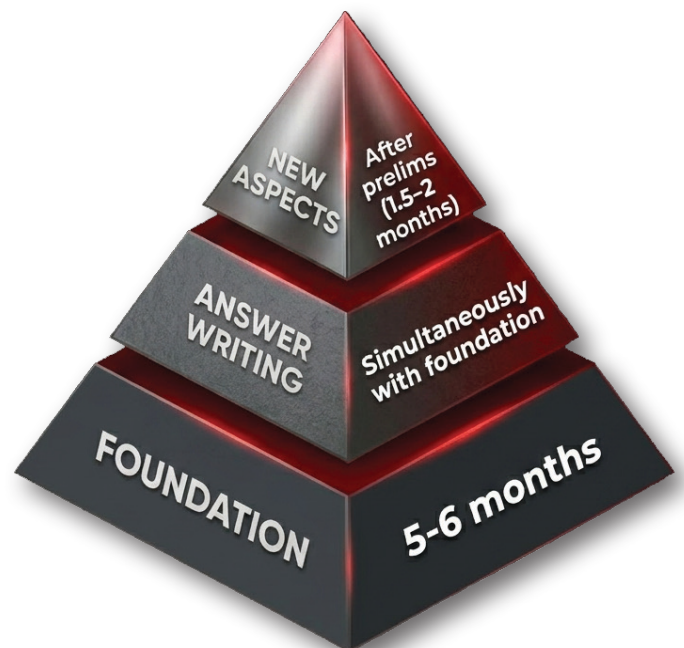 NEW
ASPECTS
After
prelims
(1.5–2
months)
ANSWER
WRITING
Simultaneously
with foundation
FOUNDATION
5-6 months